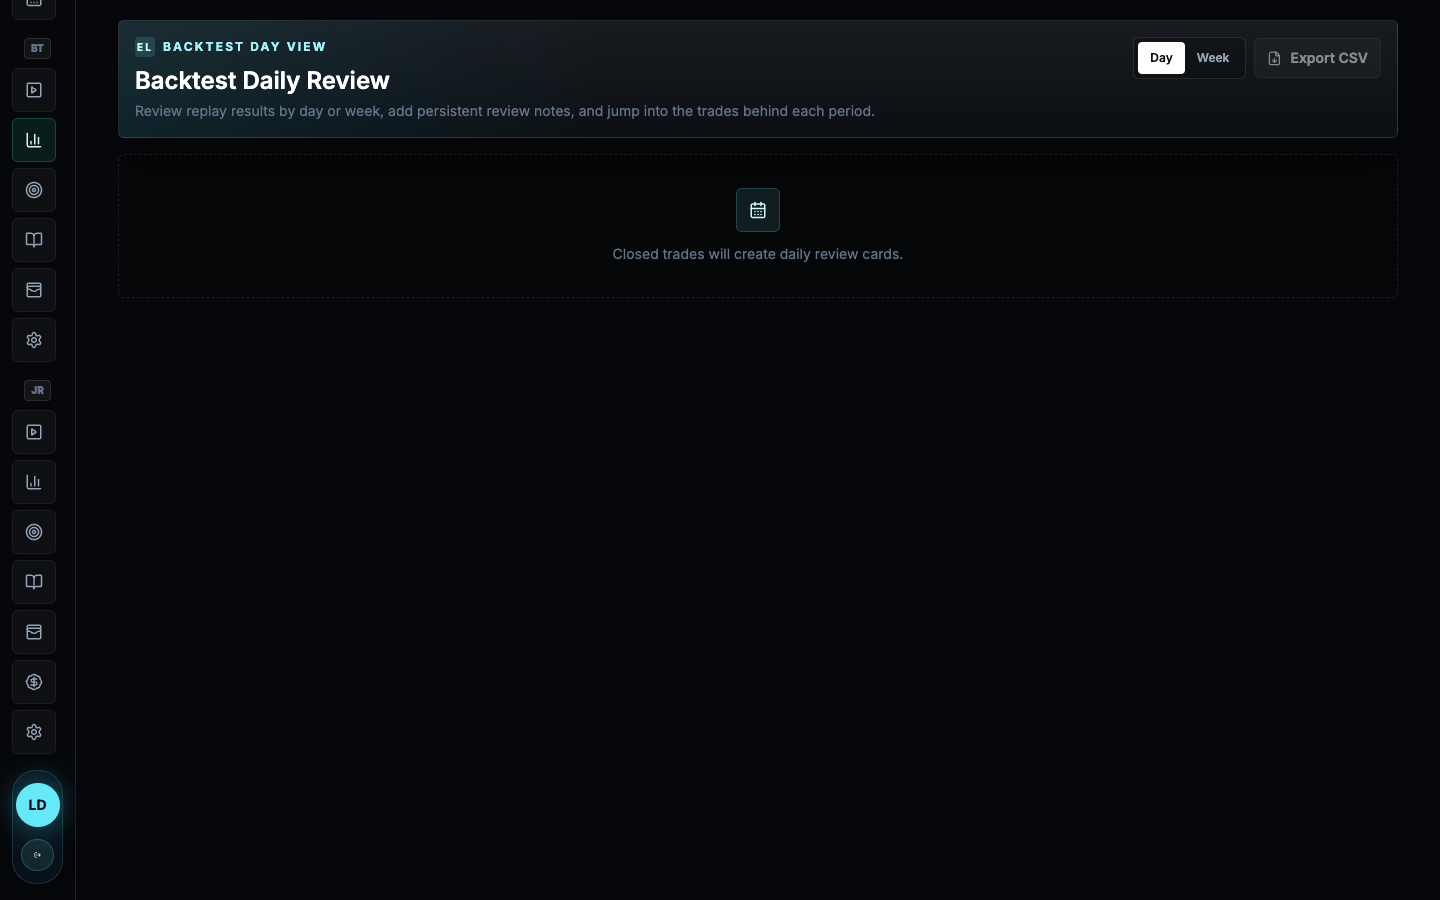 BT
JR
LD
EL BACKTEST DAY VIEW
Backtest Daily Review
Review replay results by day or week, add persistent review notes, and jump into the trades behind each period.
Day Week Export CSV
Closed trades will create daily review cards.